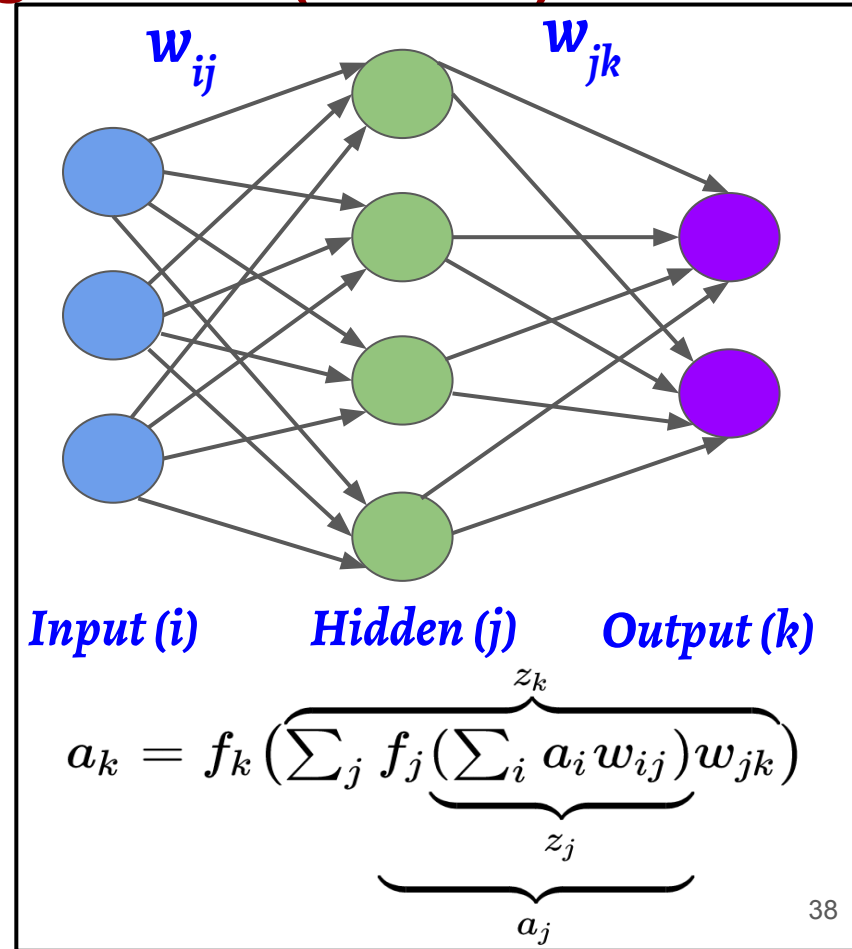 w_ij w_jk
Input (i) Hidden (j) Output (k)
z_k
a_k = f_k(∑_j f_j(∑_i a_i w_ij)w_jk)
z_j
a_j
38